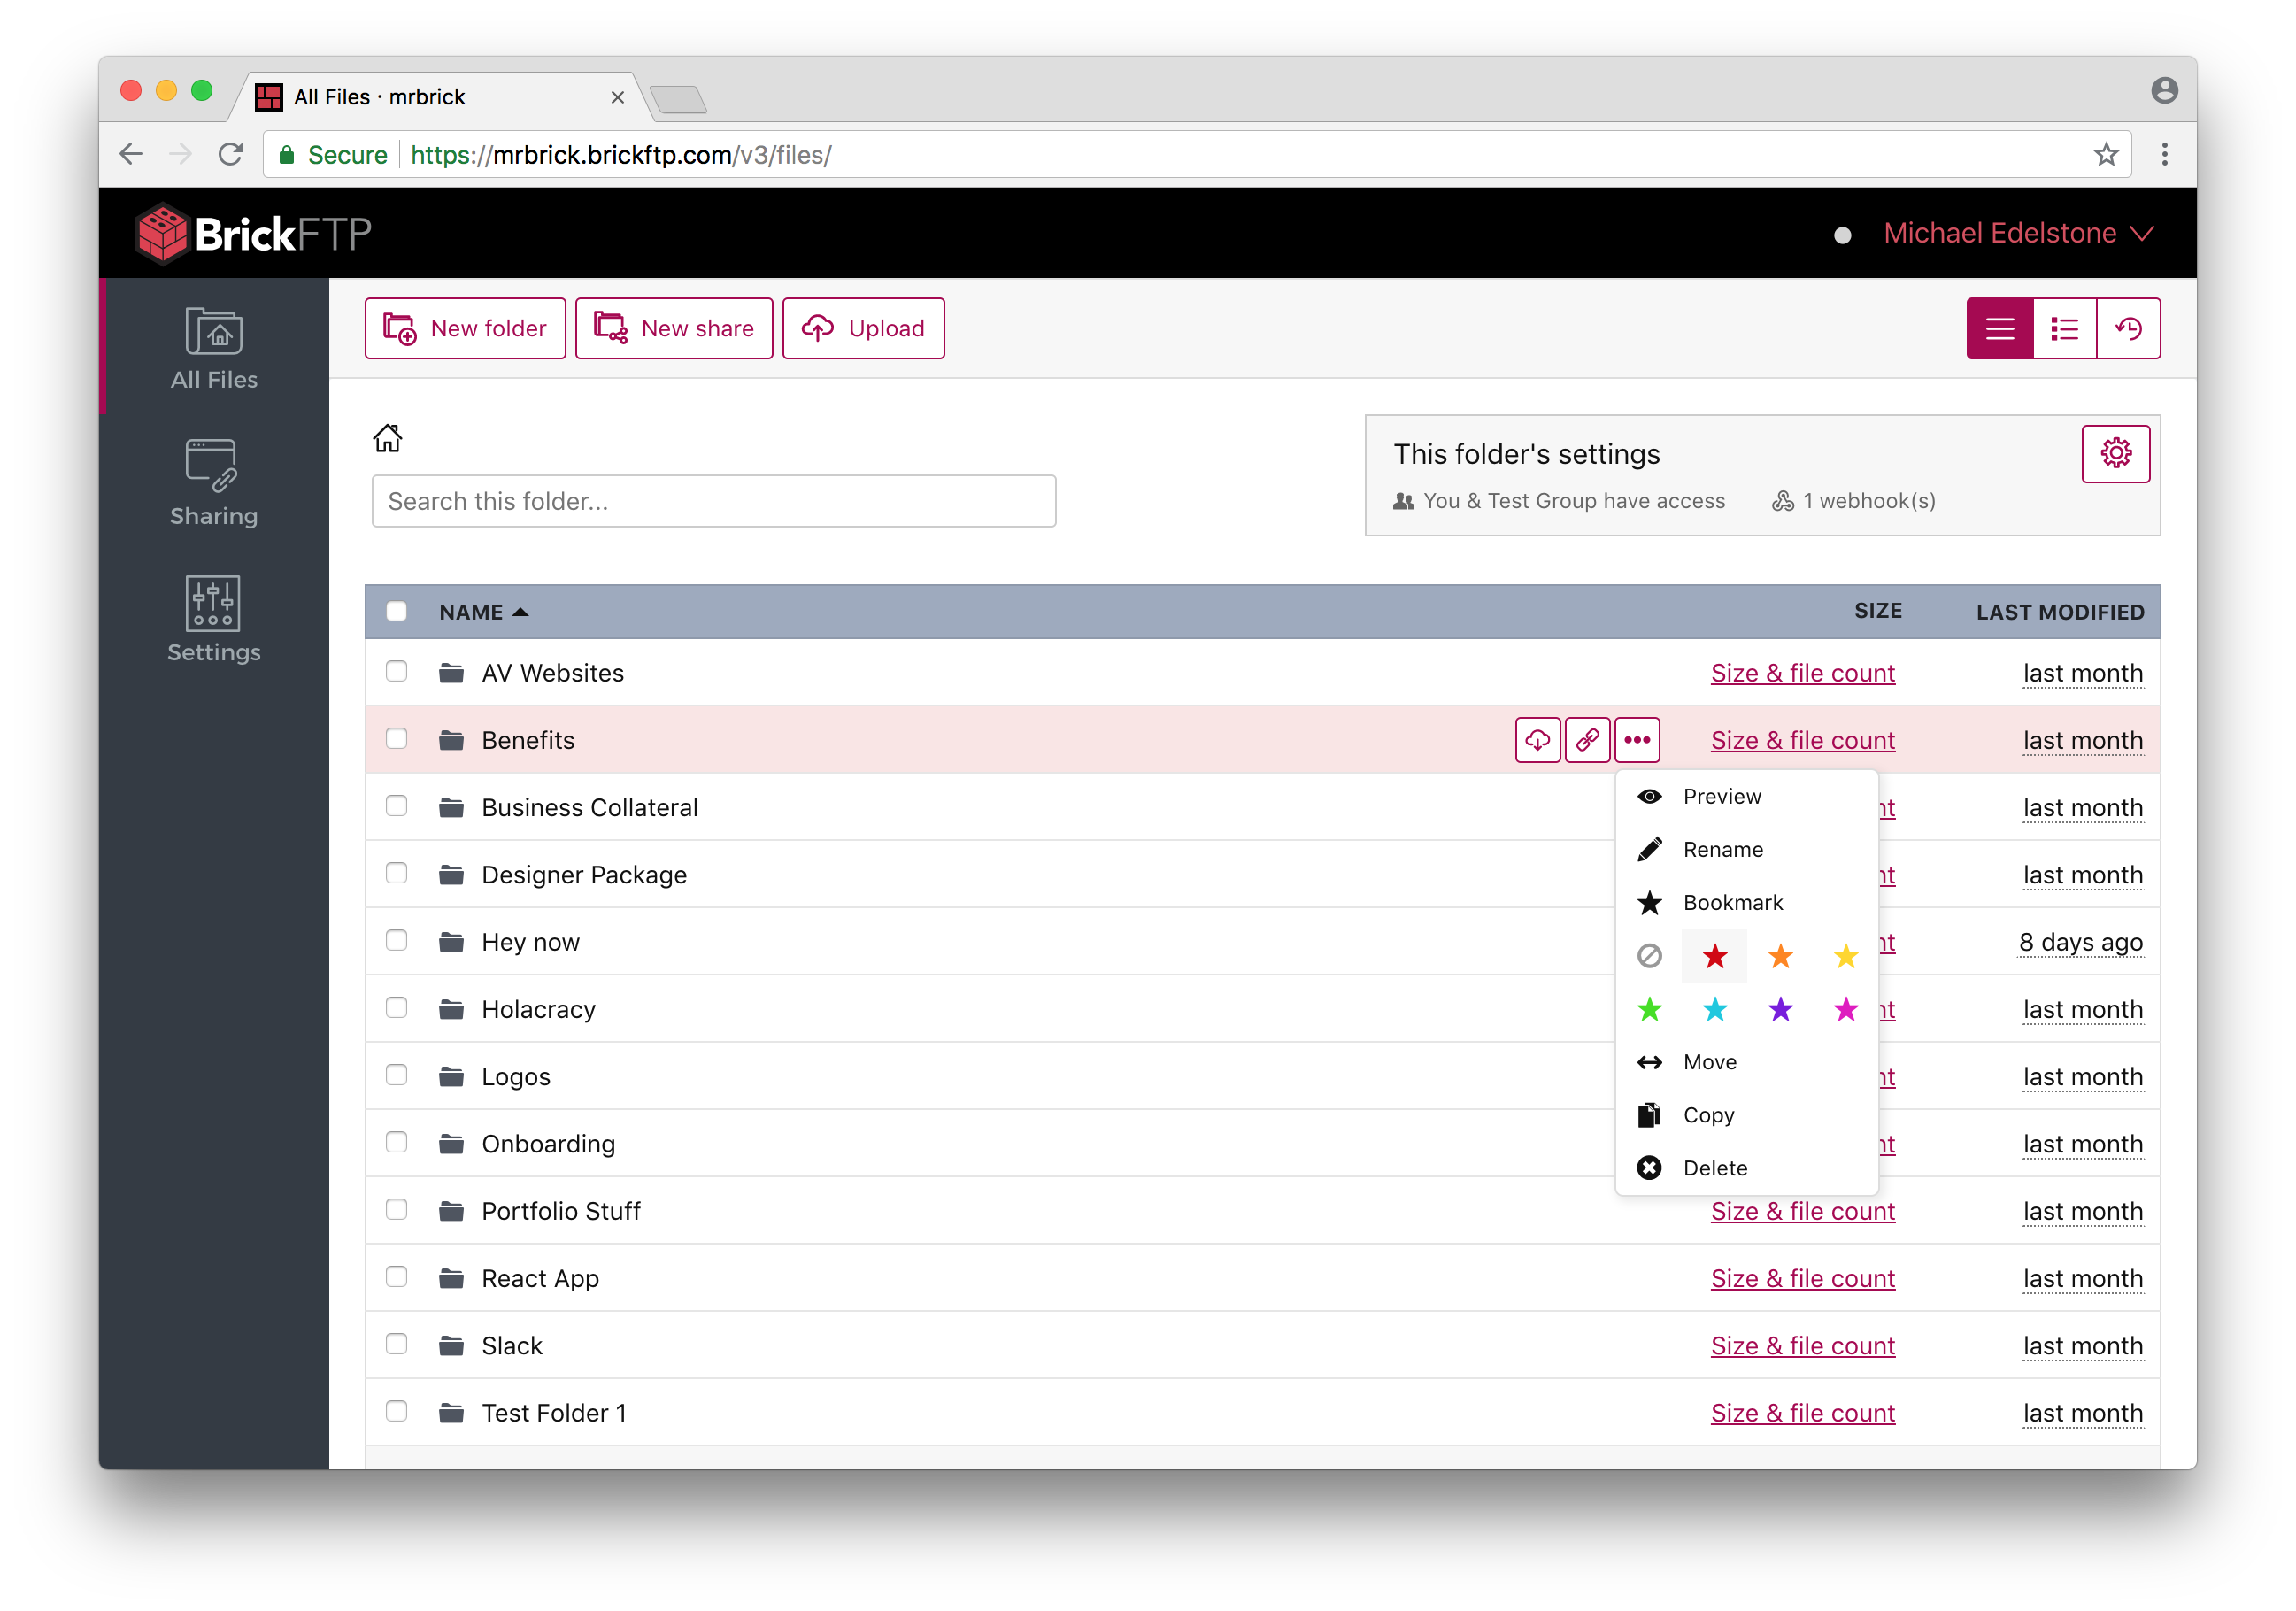 All Files · mrbrick
Secure https://mrbrick.brickftp.com/v3/files/
BrickFTP
Michael Edelstone
All Files
Sharing
Settings
New folder
New share
Upload
Search this folder...
This folder's settings
You & Test Group have access
1 webhook(s)
NAME SIZE LAST MODIFIED
AV Websites Size & file count last month
Benefits Size & file count last month
Business Collateral nt last month
Designer Package nt last month
Hey now nt 8 days ago
Holacracy nt last month
Logos nt last month
Onboarding nt last month
Portfolio Stuff Size & file count last month
React App Size & file count last month
Slack Size & file count last month
Test Folder 1 Size & file count last month
Preview
Rename
Bookmark
Move
Copy
Delete